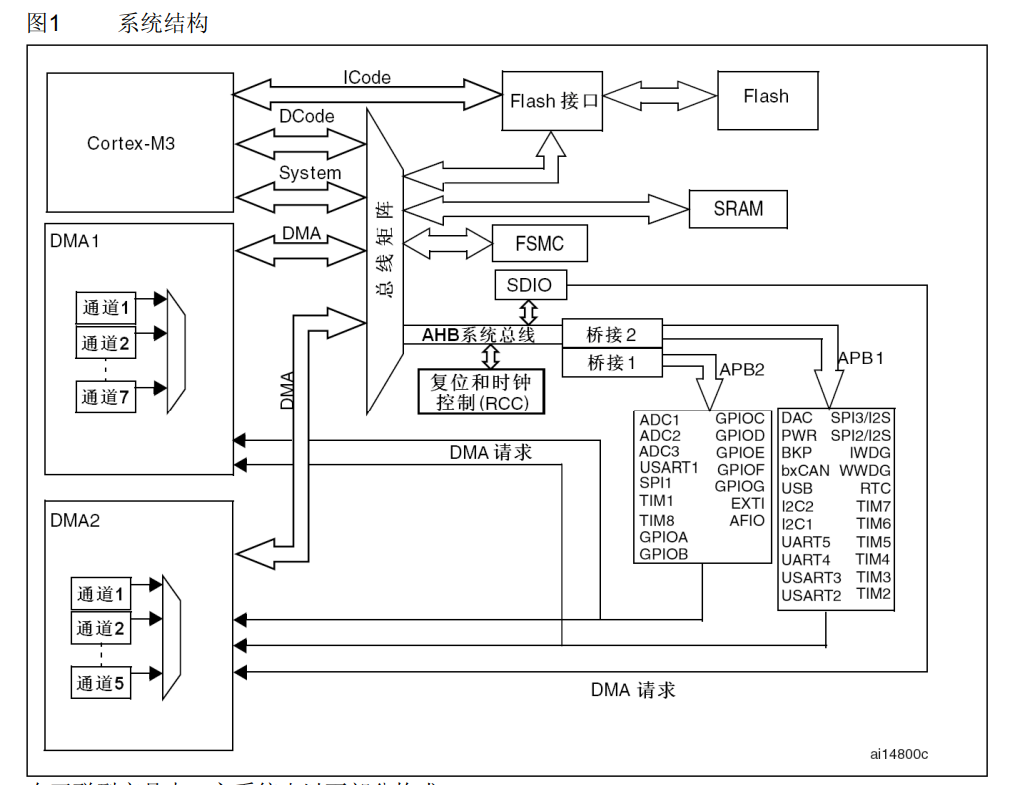 图1 系统结构
ICode
Cortex-M3
DCode
System
Flash 接口
Flash
SRAM
FSMC
总线矩阵
DMA1
DMA
通道1
通道2
通道7
SDIO
AHB系统总线
桥接2
桥接1
复位和时钟
控制(RCC)
APB2
APB1
DMA
DMA 请求
ADC1 GPIOC
ADC2 GPIOD
ADC3 GPIOE
USART1 GPIOF
SPI1 GPIOG
TIM1 EXTI
TIM8 AFIO
GPIOA
GPIOB
DAC SPI3/I2S
PWR SPI2/I2S
BKP IWDG
bxCAN WWDG
USB RTC
I2C2 TIM7
I2C1 TIM6
UART5 TIM5
UART4 TIM4
USART3 TIM3
USART2 TIM2
DMA2
通道1
通道2
通道5
DMA 请求
ai14800c